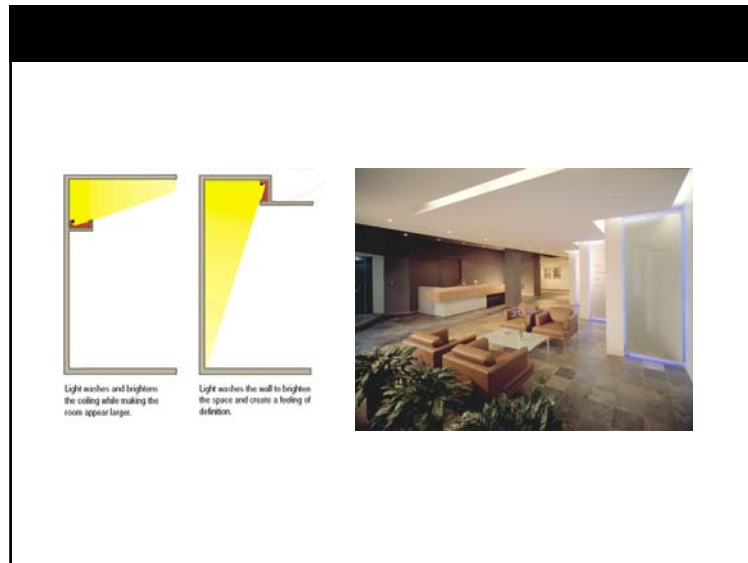 Light washes and brightens
the ceiling while making the
room appear larger.
Light washes the wall to brighten
the space and create a feeling of
definition.